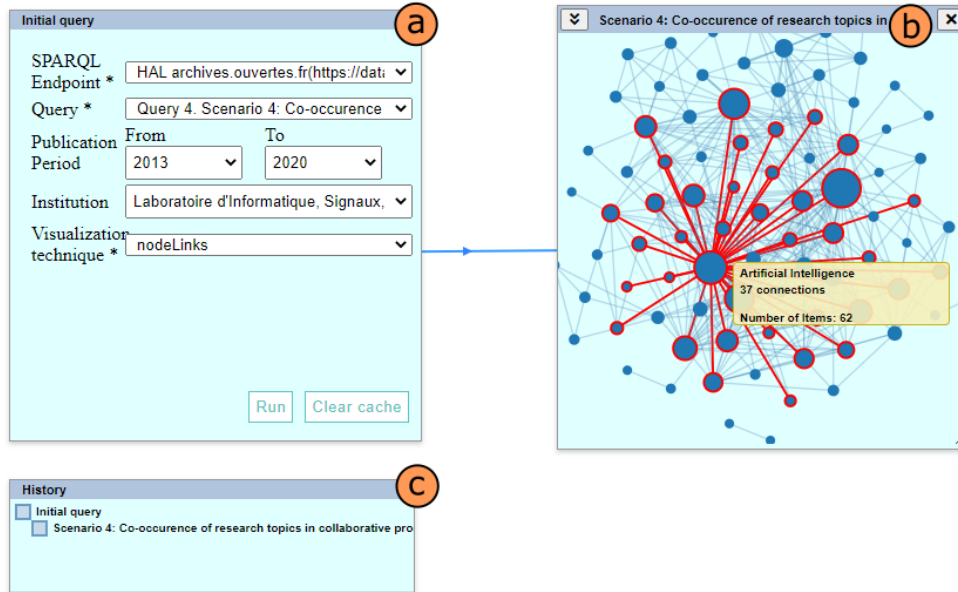 Initial query
a
SPARQL
Endpoint *
HAL archives.ouvertes.fr(https://data
Query *
Query 4. Scenario 4: Co-occurence
Publication
Period
From
To
2013
2020
Institution
Laboratoire d'Informatique, Signaux,
Visualization
technique *
nodeLinks
Run
Clear cache
Scenario 4: Co-occurence of research topics in
b
Artificial Intelligence
37 connections
Number of Items: 62
History
c
Initial query
Scenario 4: Co-occurence of research topics in collaborative pro